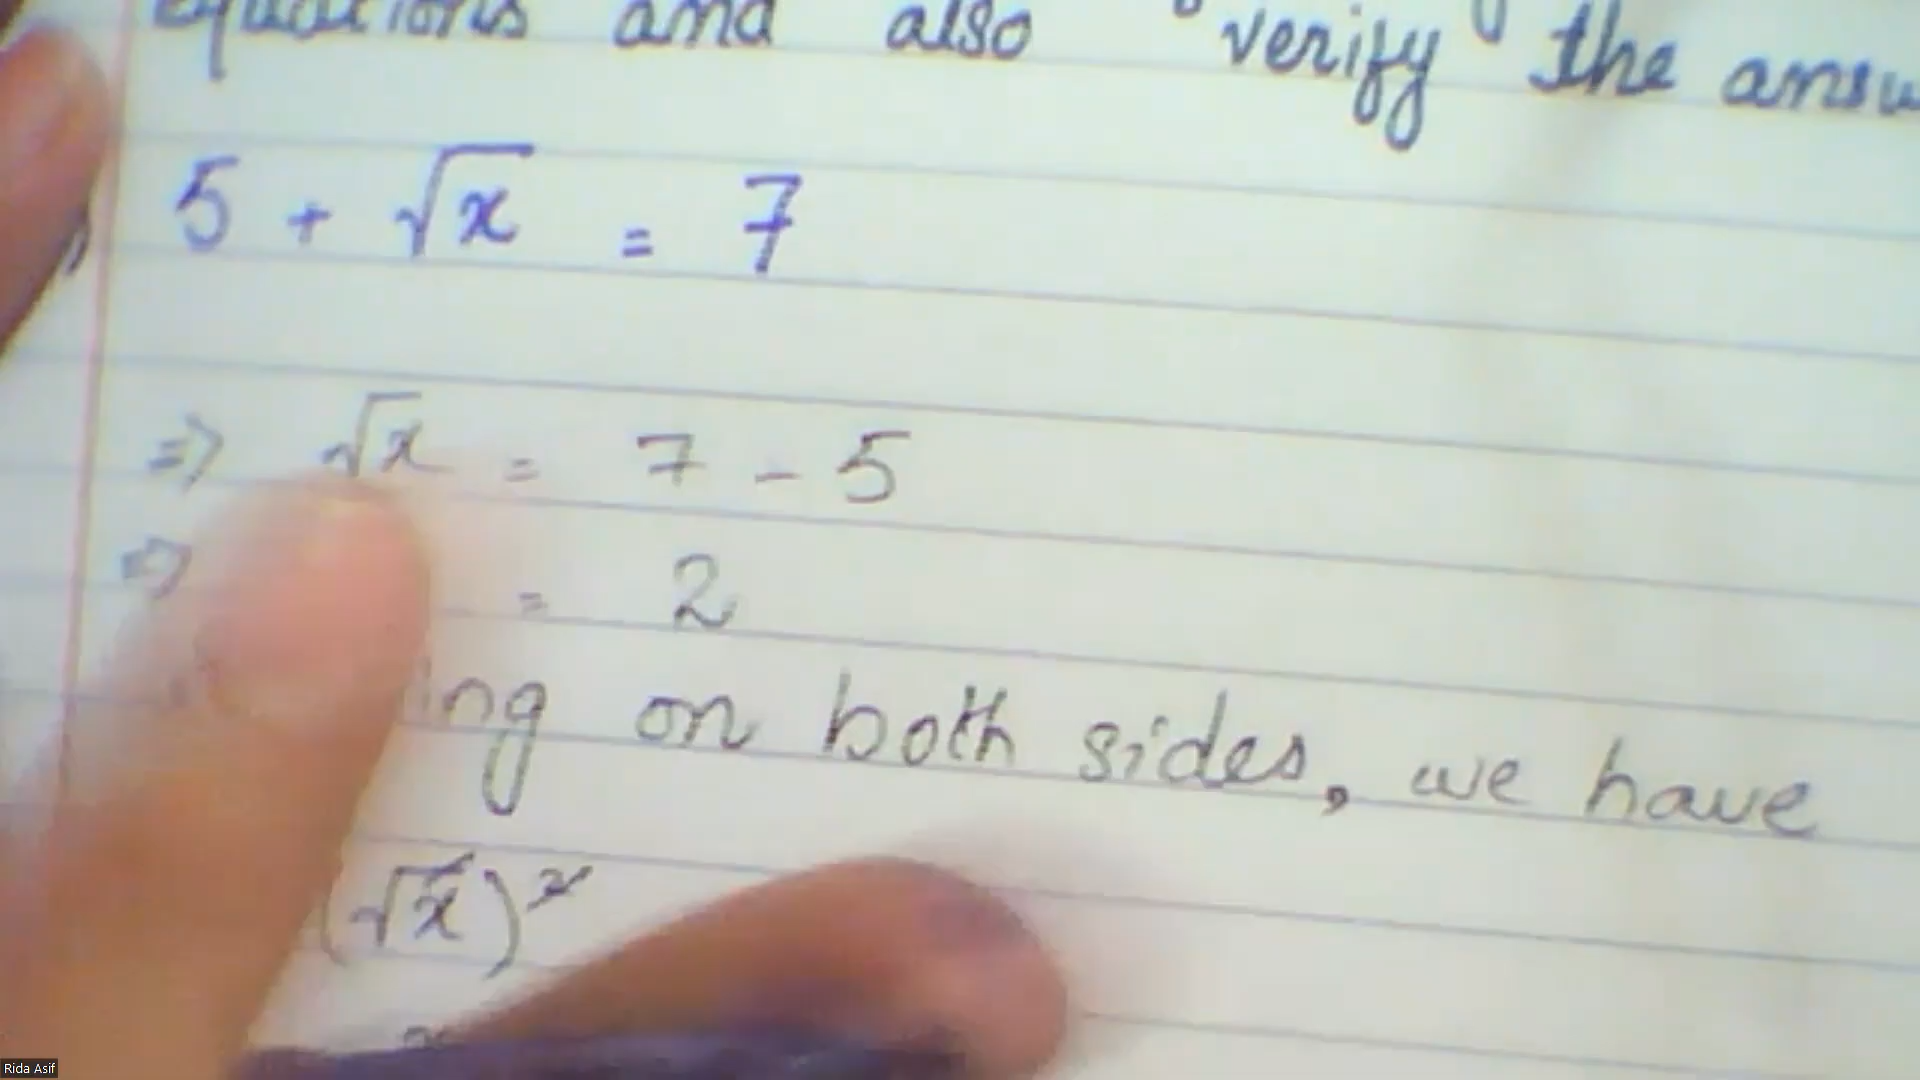 equations and also verify the answ
5 + √x = 7
⇒ √x = 7 - 5
⇒ = 2
ing on both sides, we have
(√x)²
Rida Asif